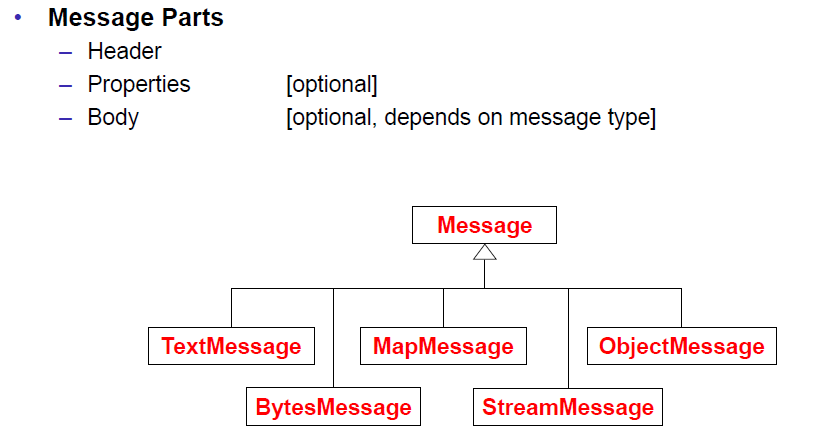 • Message Parts
– Header
– Properties [optional]
– Body [optional, depends on message type]
Message
TextMessage MapMessage ObjectMessage
BytesMessage StreamMessage